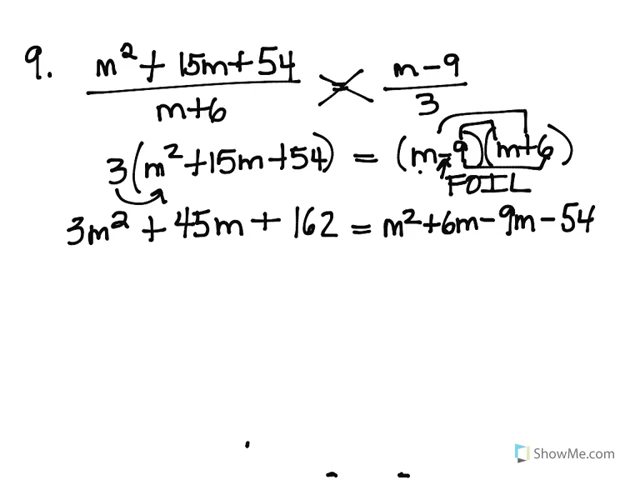 9. m² + 15m + 54 / m + 6 = m - 9 / 3
3(m² + 15m + 54) = (m - 9)(m + 6)
FOIL
3m² + 45m + 162 = m² + 6m - 9m - 54
ShowMe.com